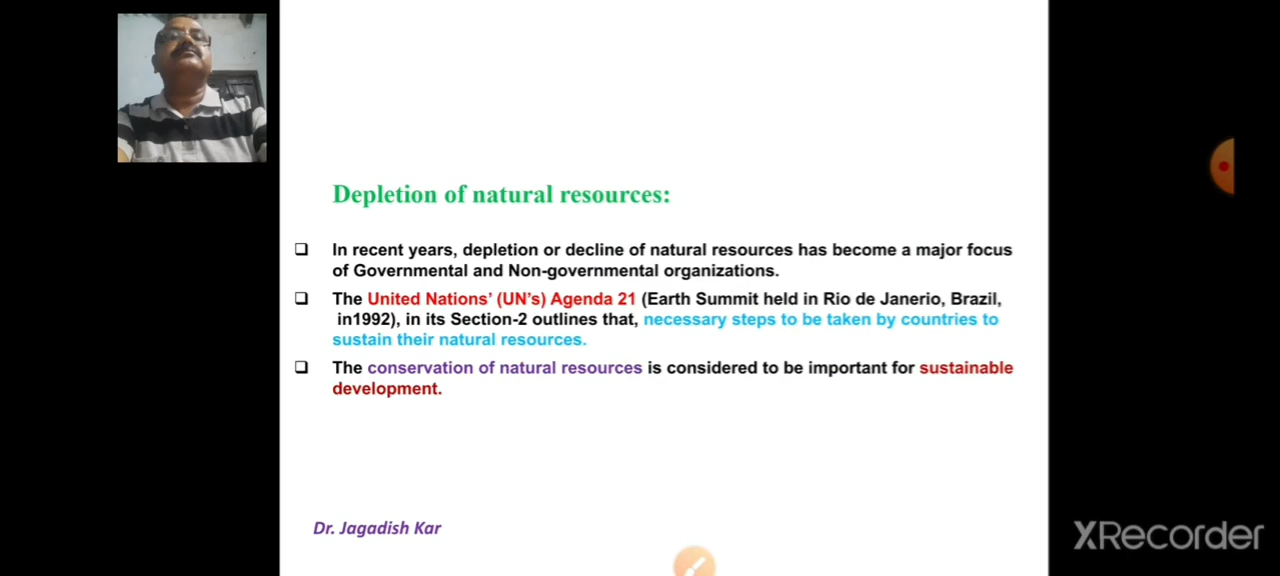 Depletion of natural resources:
❑ In recent years, depletion or decline of natural resources has become a major focus
of Governmental and Non-governmental organizations.
❑ The United Nations' (UN's) Agenda 21 (Earth Summit held in Rio de Janerio, Brazil,
in1992), in its Section-2 outlines that, necessary steps to be taken by countries to
sustain their natural resources.
❑ The conservation of natural resources is considered to be important for sustainable
development.
Dr. Jagadish Kar
XRecorder